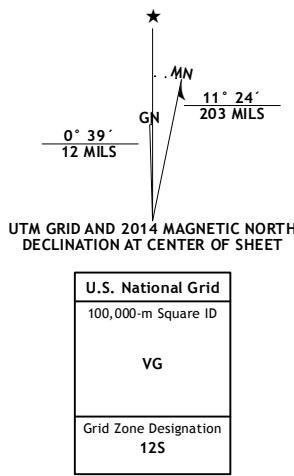 MN
GN
11° 24´
203 MILS
0° 39´
12 MILS
UTM GRID AND 2014 MAGNETIC NORTH
DECLINATION AT CENTER OF SHEET
U.S. National Grid
100,000-m Square ID
VG
Grid Zone Designation
12S